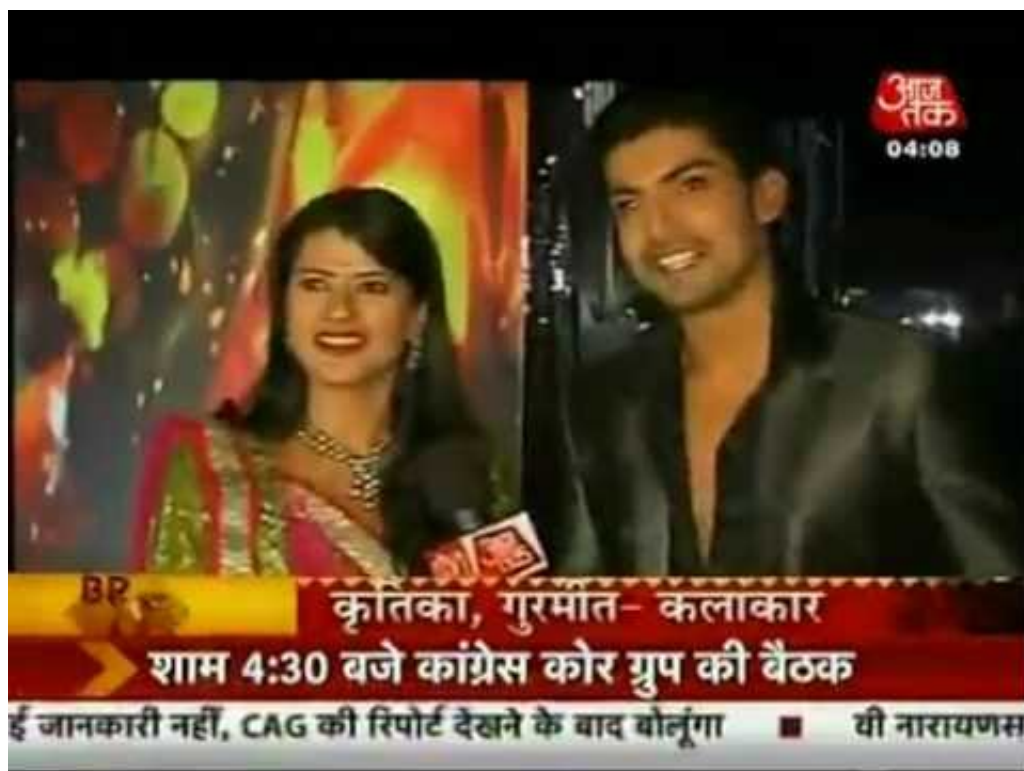 आज
तक
04:08
कृतिका, गुरमीत- कलाकार
शाम 4:30 बजे कांग्रेस कोर ग्रुप की बैठक
ई जानकारी नहीं, CAG की रिपोर्ट देखने के बाद बोलूंगा ■ वी नारायणस